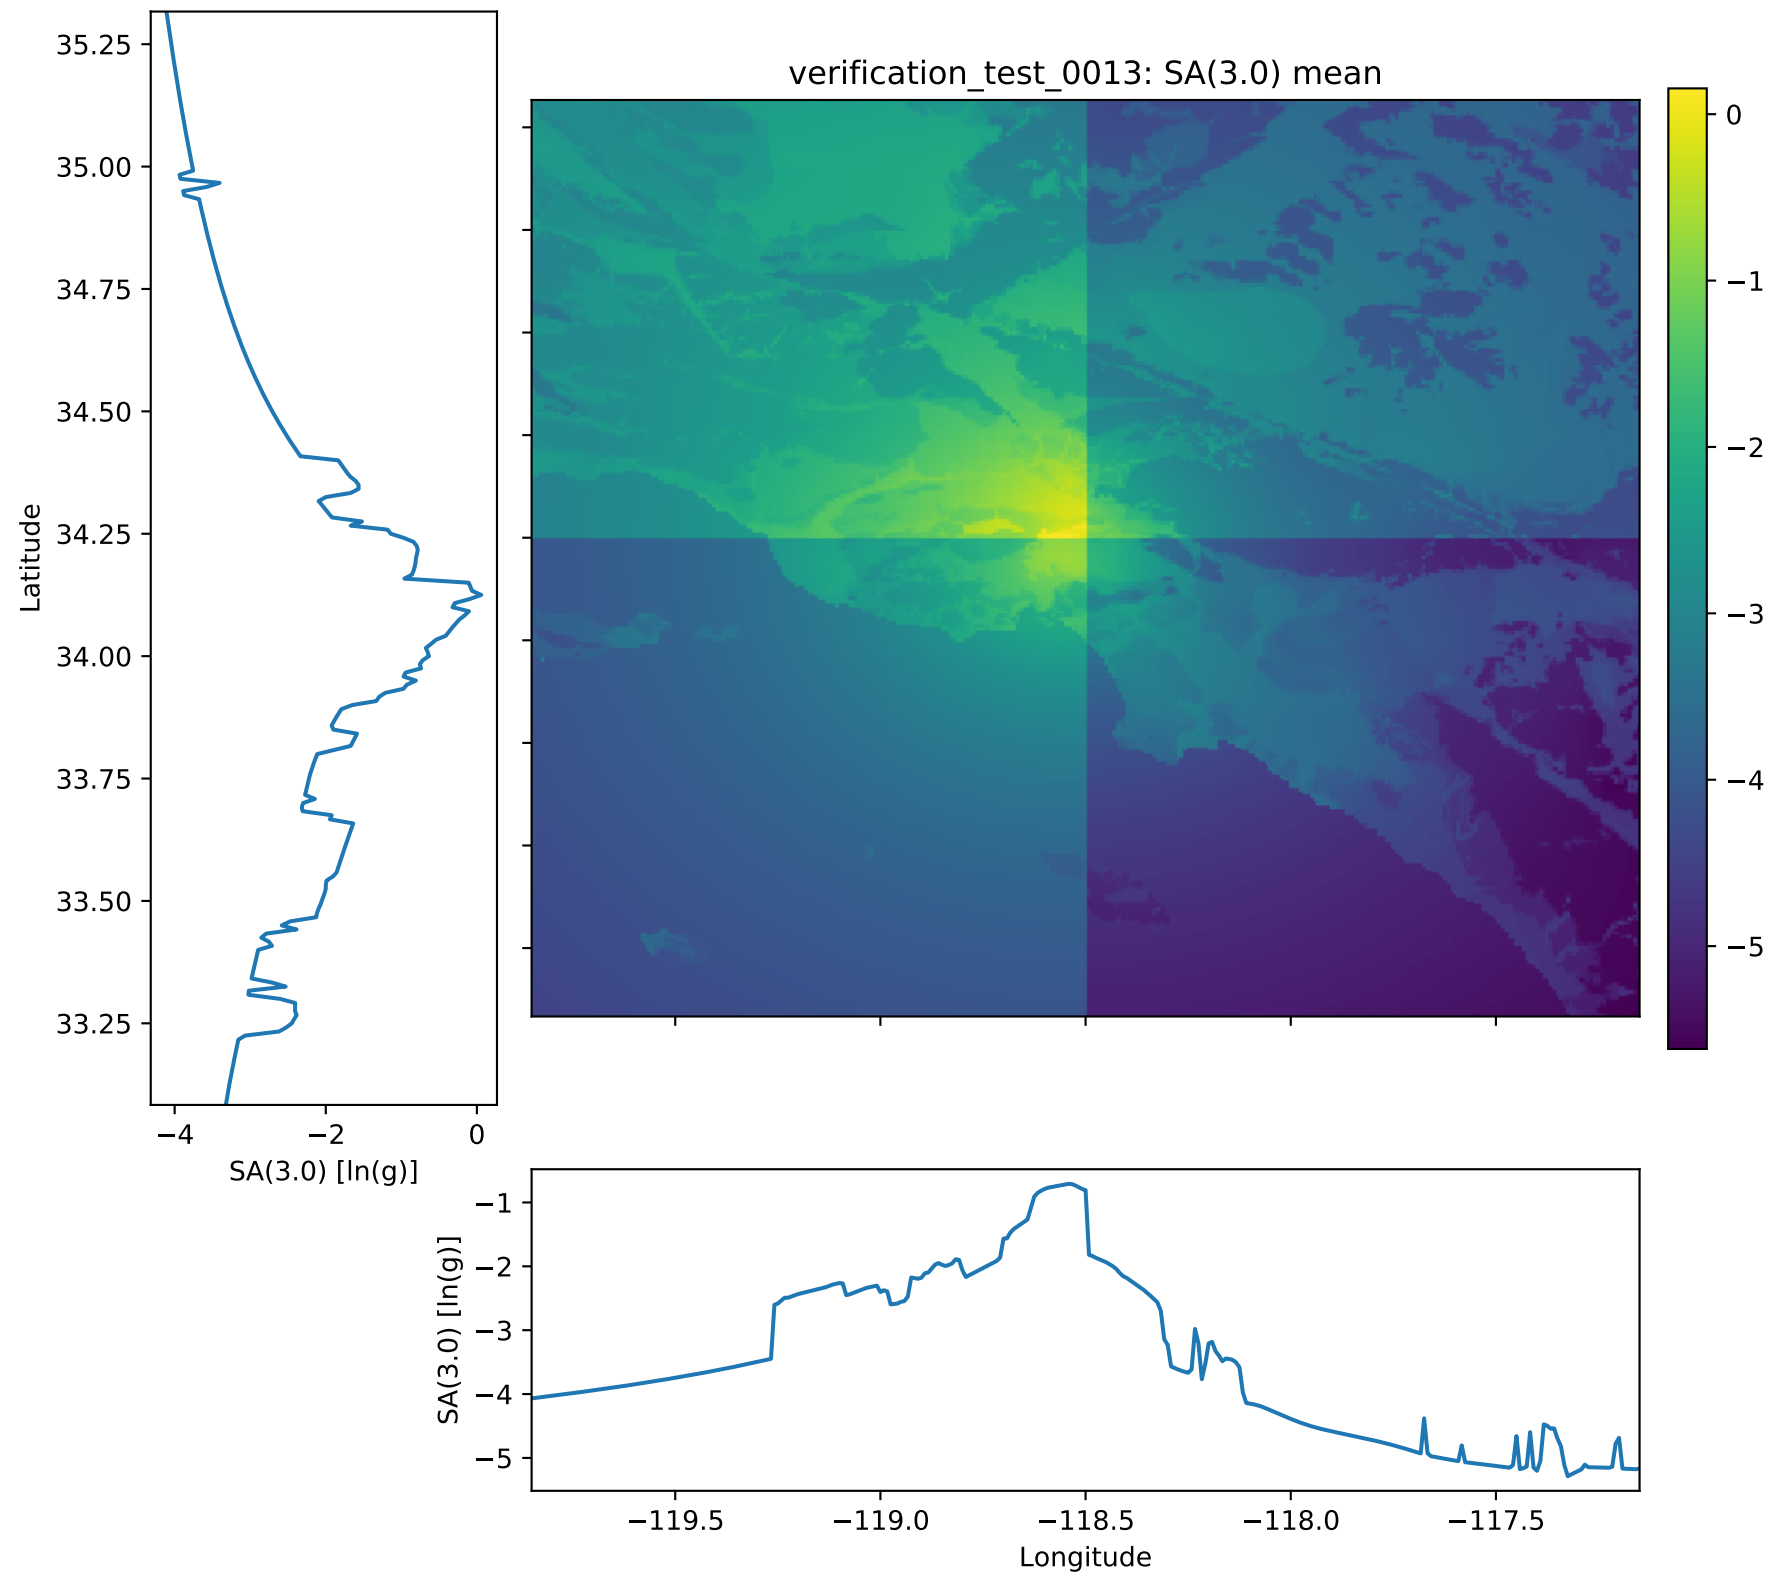 verification_test_0013: SA(3.0) mean
35.25
35.00
34.75
34.50
34.25
34.00
33.75
33.50
33.25
Latitude
−4 −2 0
SA(3.0) [ln(g)]
0
−1
−2
−3
−4
−5
−1
−2
−3
−4
−5
SA(3.0) [ln(g)]
−119.5 −119.0 −118.5 −118.0 −117.5
Longitude